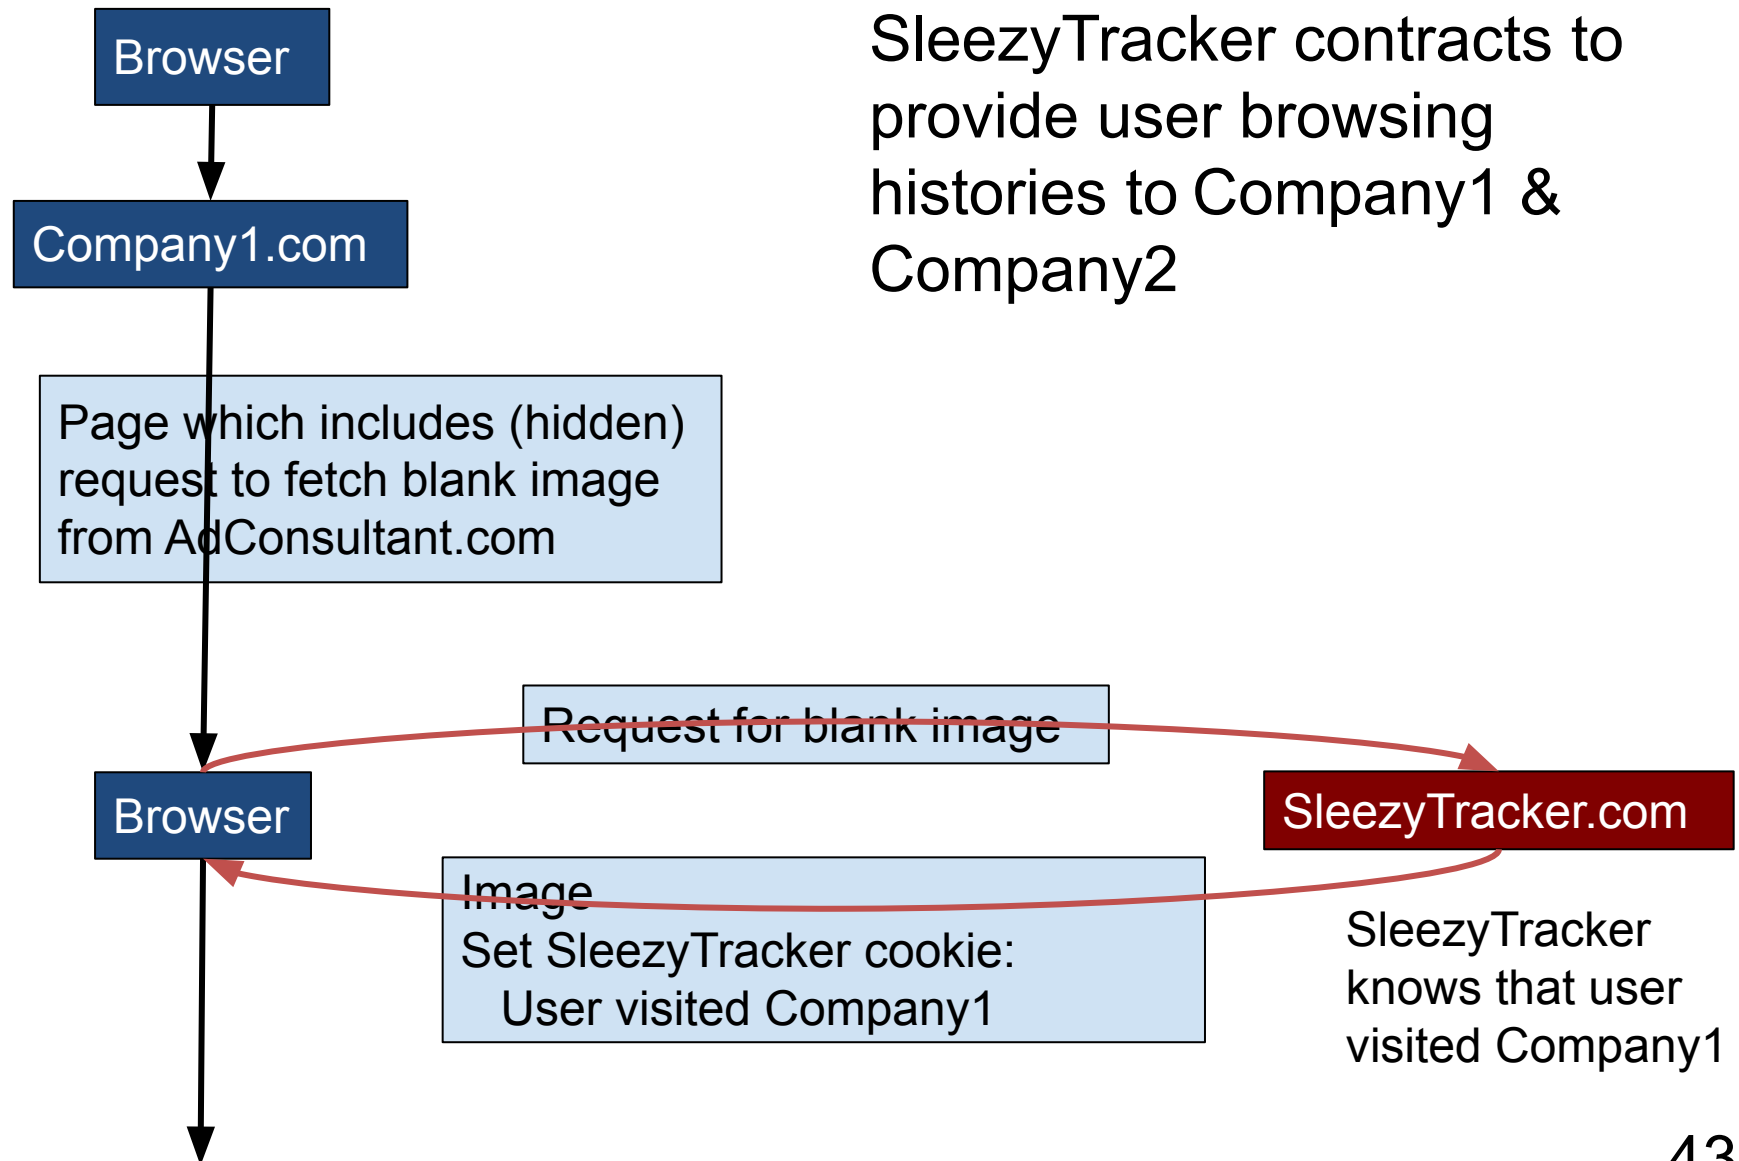 Browser
SleezyTracker contracts to
provide user browsing
histories to Company1 &
Company2
Company1.com
Page which includes (hidden)
request to fetch blank image
from AdConsultant.com
Request for blank image
Browser
SleezyTracker.com
Image
Set SleezyTracker cookie:
User visited Company1
SleezyTracker
knows that user
visited Company1
43